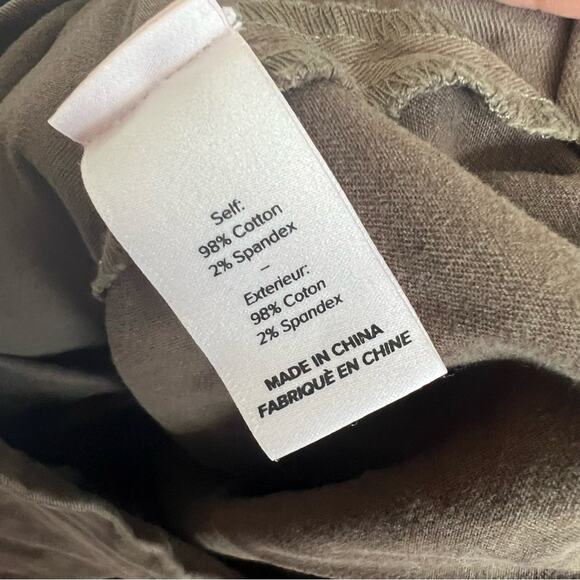 Self:
98% Cotton
2% Spandex
–
Exterieur:
98% Coton
2% Spandex
MADE IN CHINA
FABRIQUÈ EN CHINE